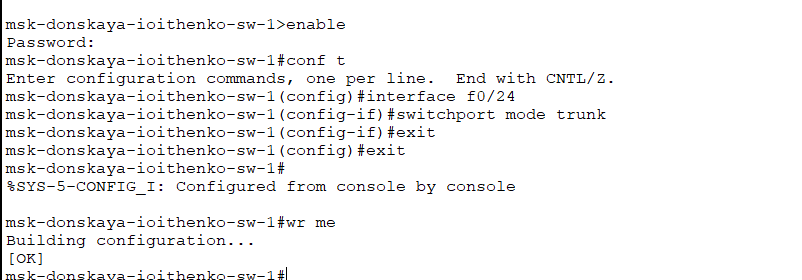 msk-donskaya-ioithenko-sw-1>enable
Password:
msk-donskaya-ioithenko-sw-1#conf t
Enter configuration commands, one per line.  End with CNTL/Z.
msk-donskaya-ioithenko-sw-1(config)#interface f0/24
msk-donskaya-ioithenko-sw-1(config-if)#switchport mode trunk
msk-donskaya-ioithenko-sw-1(config-if)#exit
msk-donskaya-ioithenko-sw-1(config)#exit
msk-donskaya-ioithenko-sw-1#
%SYS-5-CONFIG_I: Configured from console by console
msk-donskaya-ioithenko-sw-1#wr me
Building configuration...
[OK]
msk-donskaya-ioithenko-sw-1#